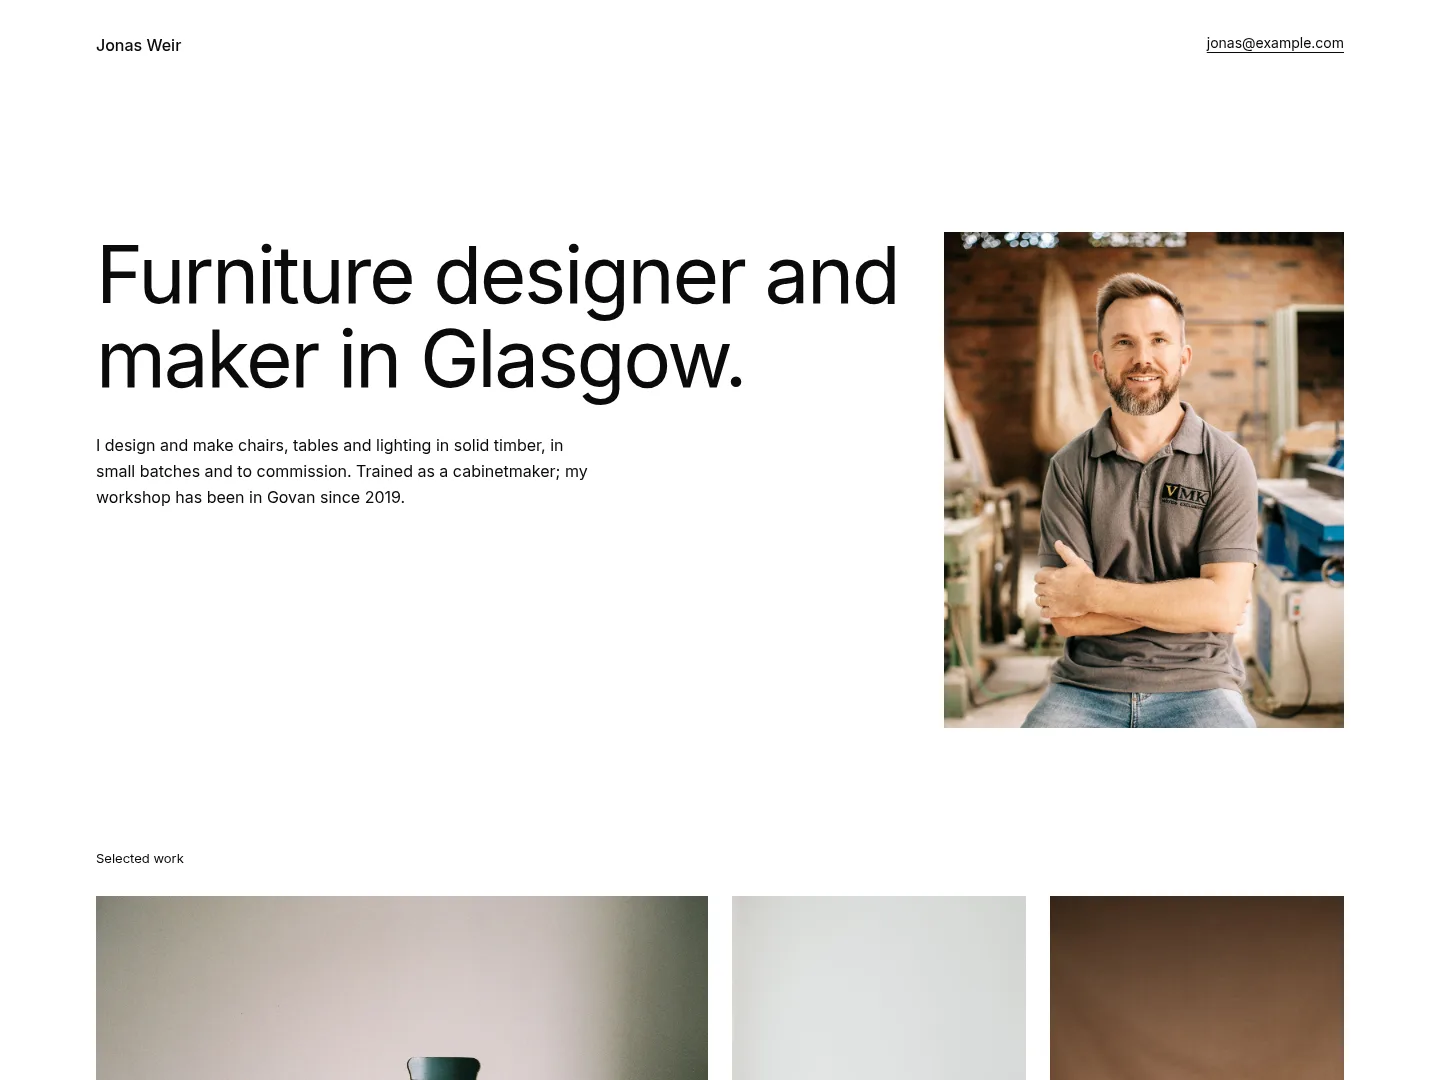 Jonas Weir
jonas@example.com
Furniture designer and
maker in Glasgow.
I design and make chairs, tables and lighting in solid timber, in
small batches and to commission. Trained as a cabinetmaker; my
workshop has been in Govan since 2019.
VMK
Selected work